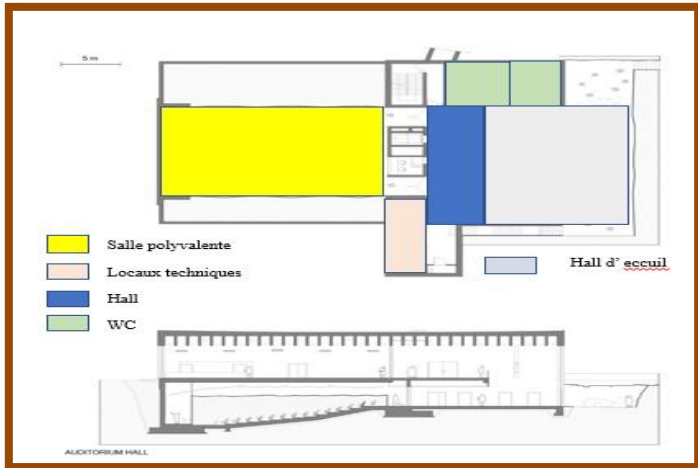 5 m
Salle polyvalente
Locaux techniques
Hall d' eccuil
Hall
WC
AUDITORIUM HALL